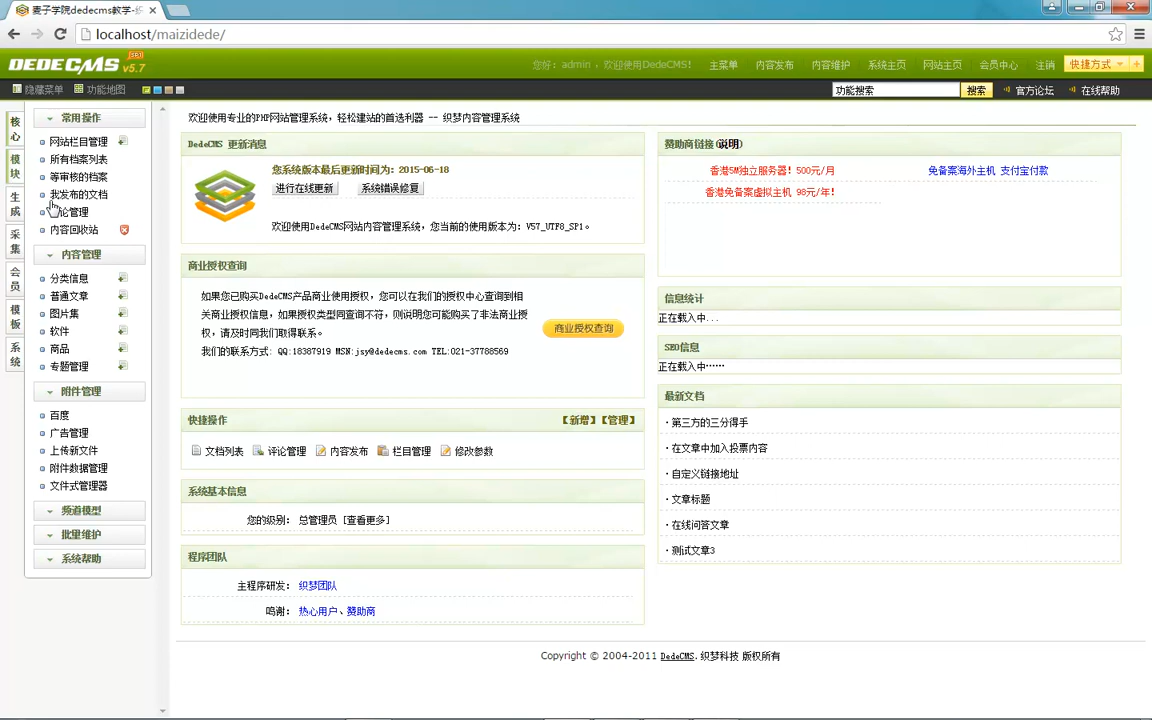 麦子学院dedecms教学-织
localhost/maizidede/
DEDECMS v5.7 SP1
您好：admin ，欢迎使用DedeCMS！ 主菜单 内容发布 内容维护 系统主页 网站主页 会员中心 注销 快捷方式
隐藏菜单 功能地图 功能搜索 搜索 官方论坛 在线帮助
核心
模块
生成
采集
会员
模板
系统
常用操作
网站栏目管理
所有档案列表
等审核的档案
我发布的文档
论管理
内容回收站
内容管理
分类信息
普通文章
图片集
软件
商品
专题管理
附件管理
百度
广告管理
上传新文件
附件数据管理
文件式管理器
频道模型
批量维护
系统帮助
欢迎使用专业的PHP网站管理系统，轻松建站的首选利器 -- 织梦内容管理系统
DedeCMS 更新消息
您系统版本最后更新时间为：2015-06-18
进行在线更新 系统错误修复
欢迎使用DedeCMS网站内容管理系统，您当前的使用版本为：V57_UTF8_SP1。
商业授权查询
如果您已购买DedeCMS产品商业使用授权，您可以在我们的授权中心查询到相
关商业授权信息，如果授权类型同查询不符，则说明您可能购买了非法商业授
权，请及时同我们取得联系。
我们的联系方式: QQ:18387919 MSN:jsy@dedecms.com TEL:021-37788569
商业授权查询
快捷操作 【新增】【管理】
文档列表 评论管理 内容发布 栏目管理 修改参数
系统基本信息
您的级别： 总管理员 [查看更多]
程序团队
主程序研发： 织梦团队
鸣谢： 热心用户、赞助商
赞助商链接(说明)
香港5M独立服务器！500元/月 免备案海外主机 支付宝付款
香港免备案虚拟主机 98元/年！
信息统计
正在载入中...
SEO信息
正在载入中……
最新文档
·第三方的三分得手
·在文章中加入投票内容
·自定义链接地址
·文章标题
·在线问答文章
·测试文章3
Copyright © 2004-2011 DedeCMS. 织梦科技 版权所有